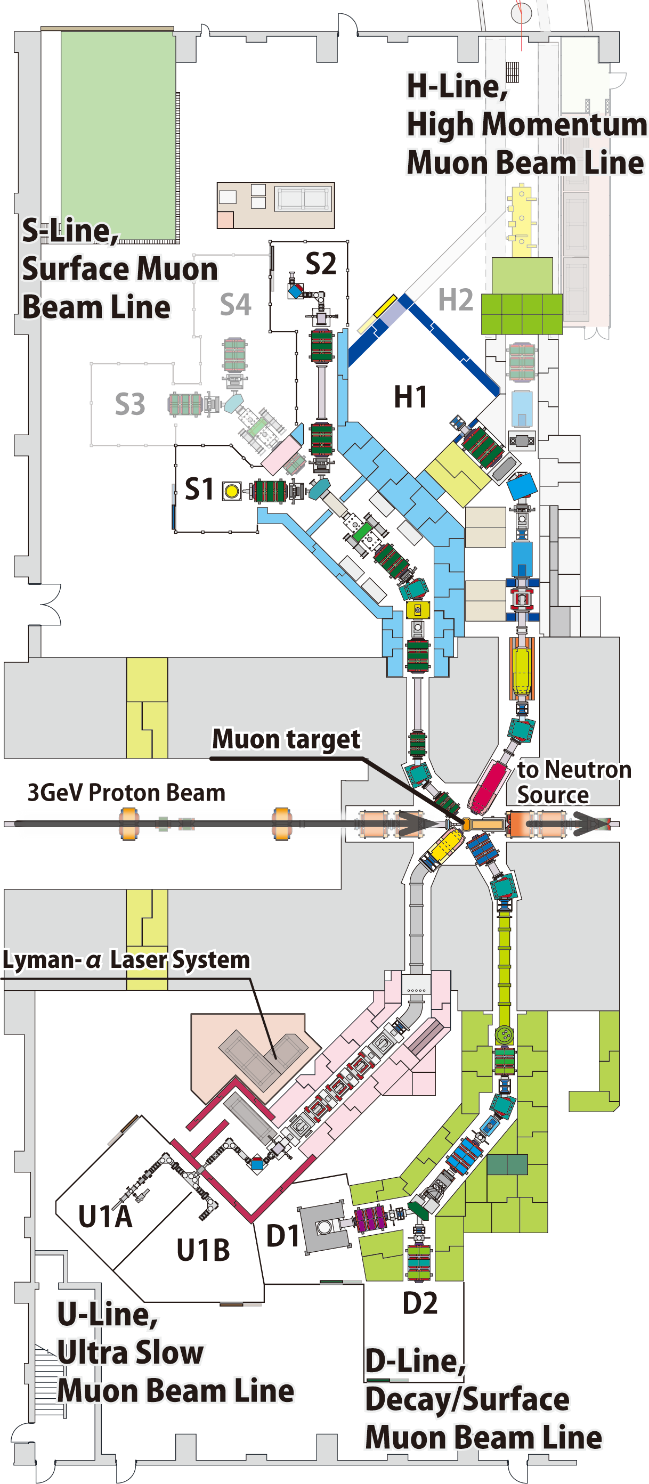 H-Line,
High Momentum
Muon Beam Line
S-Line,
Surface Muon
Beam Line
S2
S4
H2
S3
H1
S1
Muon target
to Neutron
Source
3GeV Proton Beam
Lyman-α Laser System
U1A
U1B
D1
D2
U-Line,
Ultra Slow
Muon Beam Line
D-Line,
Decay/Surface
Muon Beam Line